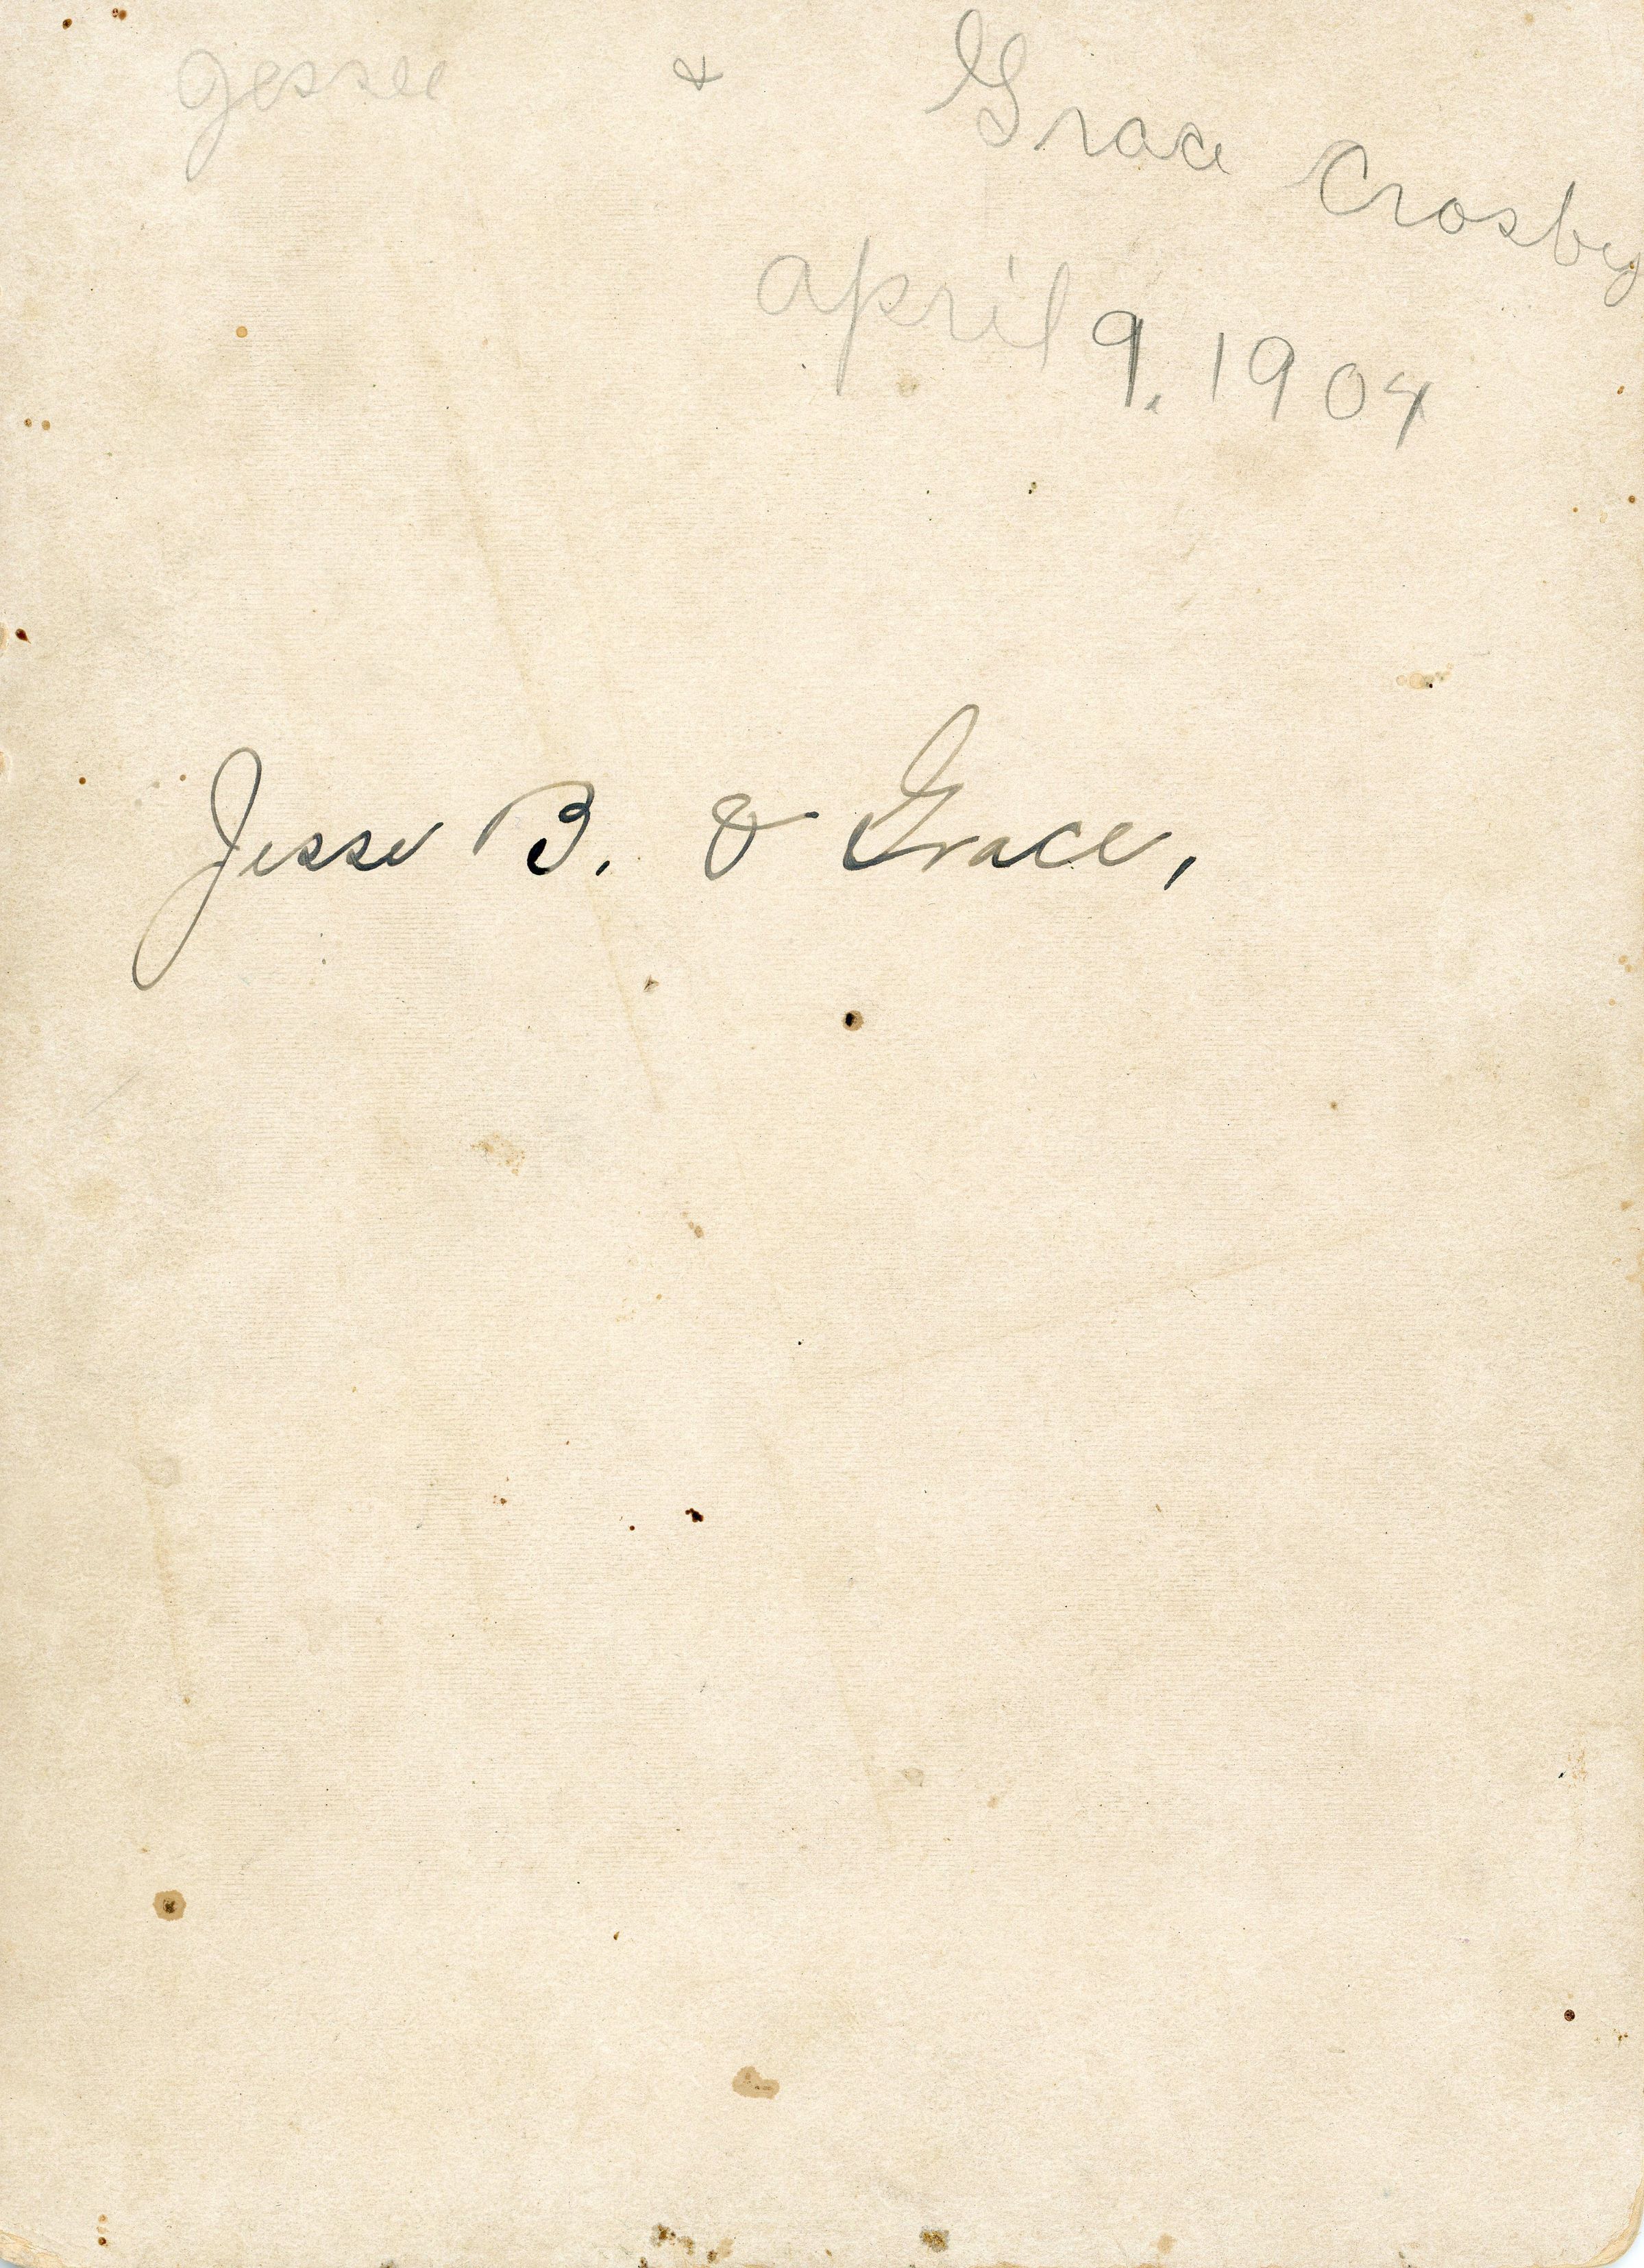 Jessee & Grace Crosby
april 9. 1904
Jesse B. & Grace,